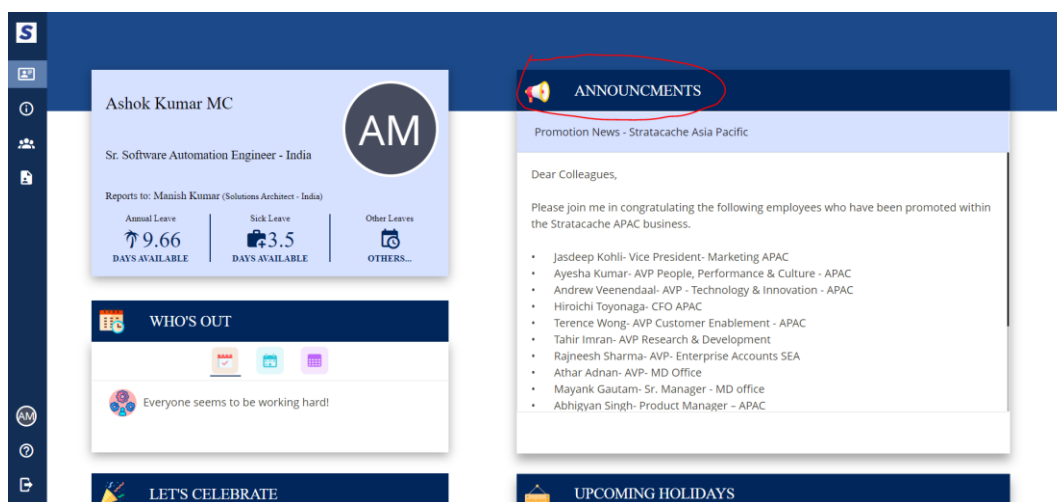 S
Ashok Kumar MC
AM
Sr. Software Automation Engineer - India
Reports to: Manish Kumar (Solutions Architect - India)
Annual Leave
9.66
DAYS AVAILABLE
Sick Leave
3.5
DAYS AVAILABLE
Other Leaves
OTHERS...
WHO'S OUT
Everyone seems to be working hard!
LET'S CELEBRATE
ANNOUNCMENTS
Promotion News - Stratacache Asia Pacific
Dear Colleagues,
Please join me in congratulating the following employees who have been promoted within
the Stratacache APAC business.
• Jasdeep Kohli- Vice President- Marketing APAC
• Ayesha Kumar- AVP People, Performance & Culture - APAC
• Andrew Veenendaal- AVP - Technology & Innovation - APAC
• Hiroichi Toyonaga- CFO APAC
• Terence Wong- AVP Customer Enablement - APAC
• Tahir Imran- AVP Research & Development
• Rajneesh Sharma- AVP- Enterprise Accounts SEA
• Athar Adnan- AVP- MD Office
• Mayank Gautam- Sr. Manager - MD office
• Abhigyan Singh- Product Manager – APAC
UPCOMING HOLIDAYS
AM